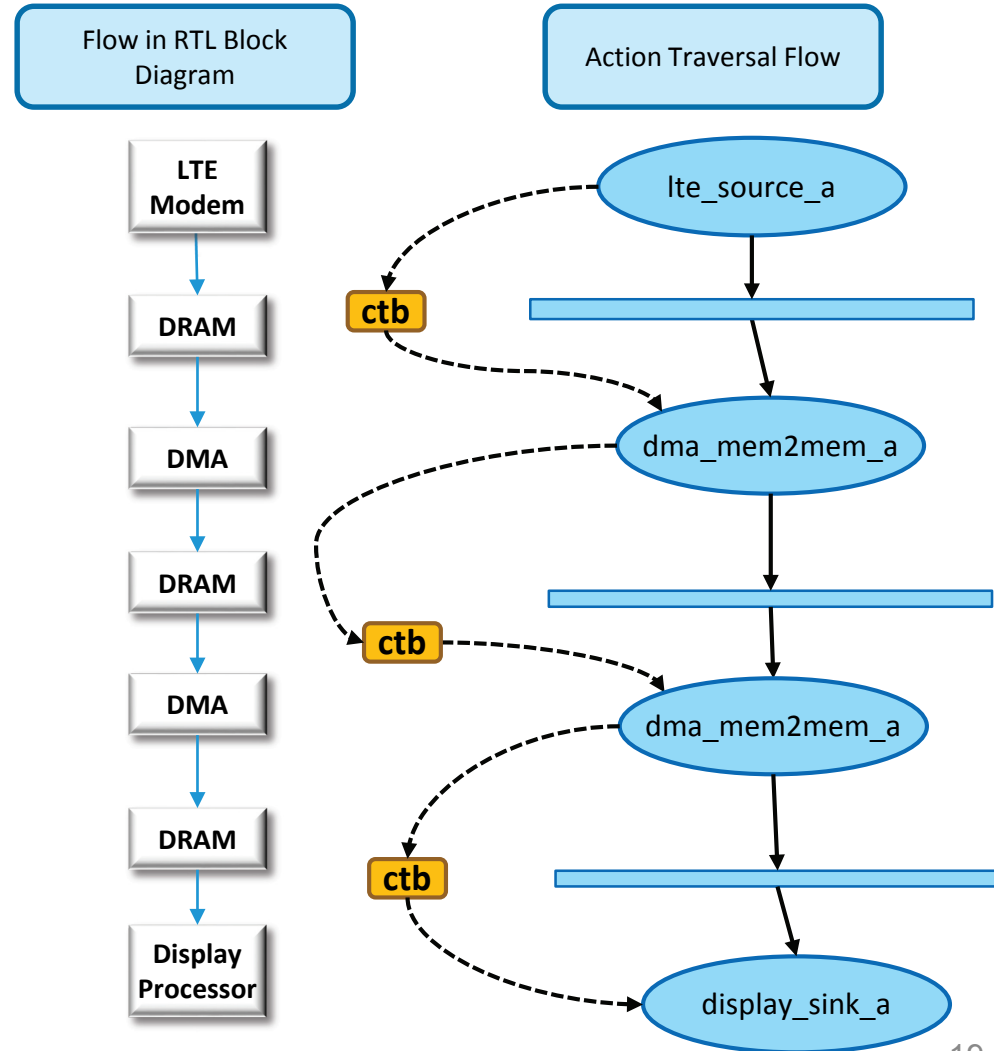 Flow in RTL Block
Diagram
Action Traversal Flow
LTE
Modem
DRAM
DMA
DRAM
DMA
DRAM
Display
Processor
lte_source_a
ctb
dma_mem2mem_a
ctb
dma_mem2mem_a
ctb
display_sink_a